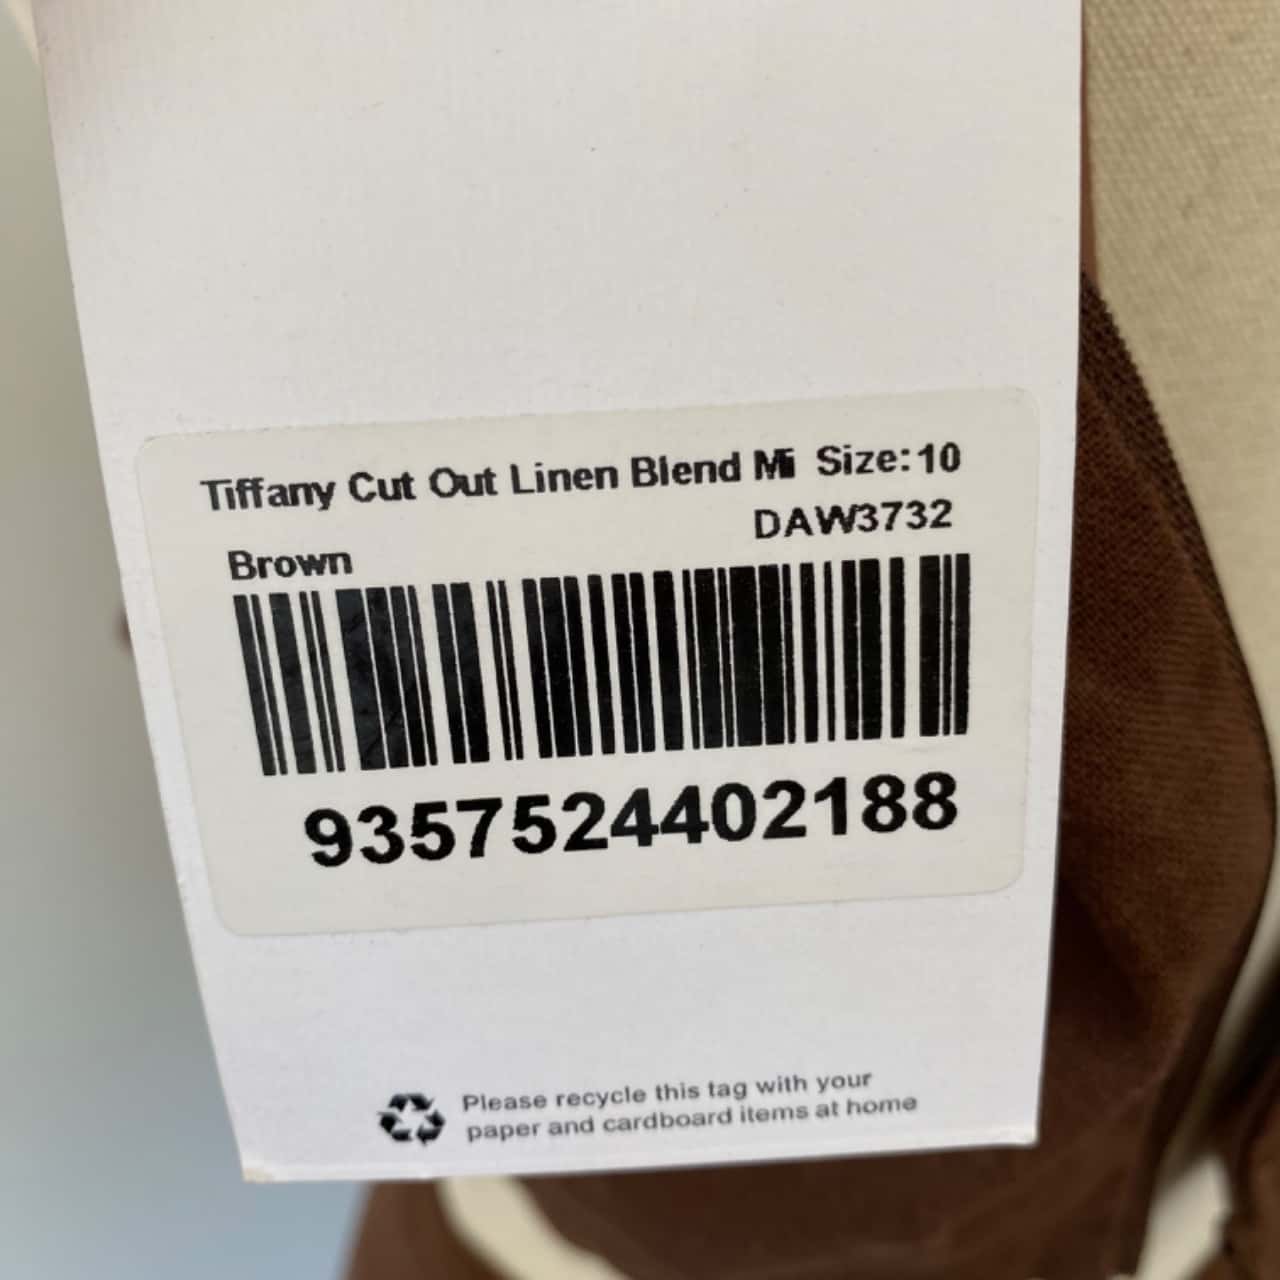 Tiffany Cut Out Linen Blend Mi Size:10
DAW3732
Brown
9357524402188
Please recycle this tag with your
paper and cardboard items at home